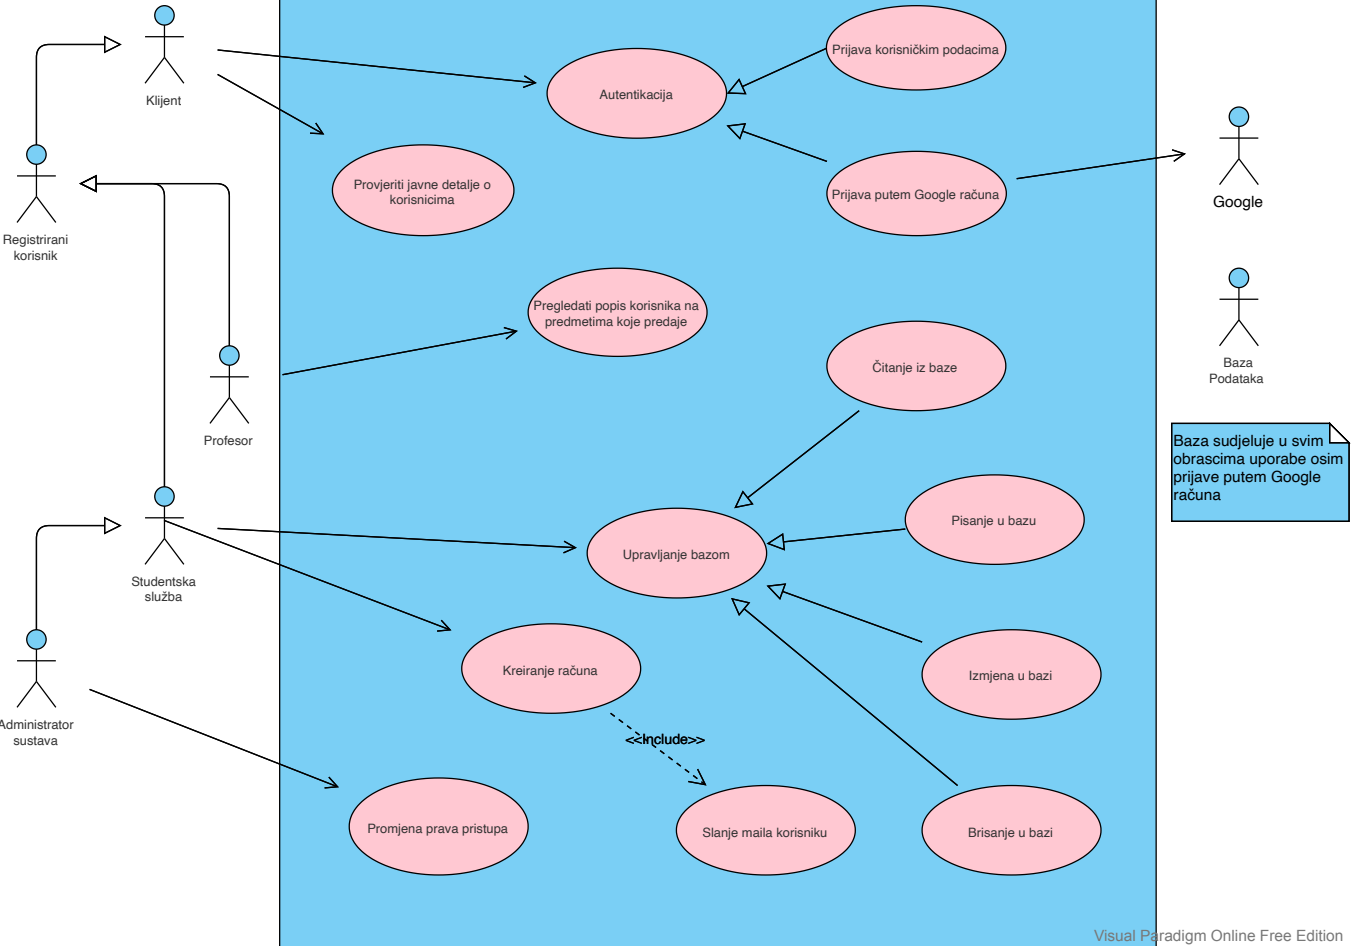 Klijent
Prijava korisničkim podacima
Autentikacija
Provjeriti javne detalje o
korisnicima
Prijava putem Google računa
Google
Registrirani
korisnik
Pregledati popis korisnika na
predmetima koje predaje
Čitanje iz baze
Baza
Podataka
Profesor
Baza sudjeluje u svim
obrascima uporabe osim
prijave putem Google
računa
Pisanje u bazu
Upravljanje bazom
Studentska
služba
Kreiranje računa
Izmjena u bazi
Administrator
sustava
<<Include>>
Promjena prava pristupa
Slanje maila korisniku
Brisanje u bazi
Visual Paradigm Online Free Edition